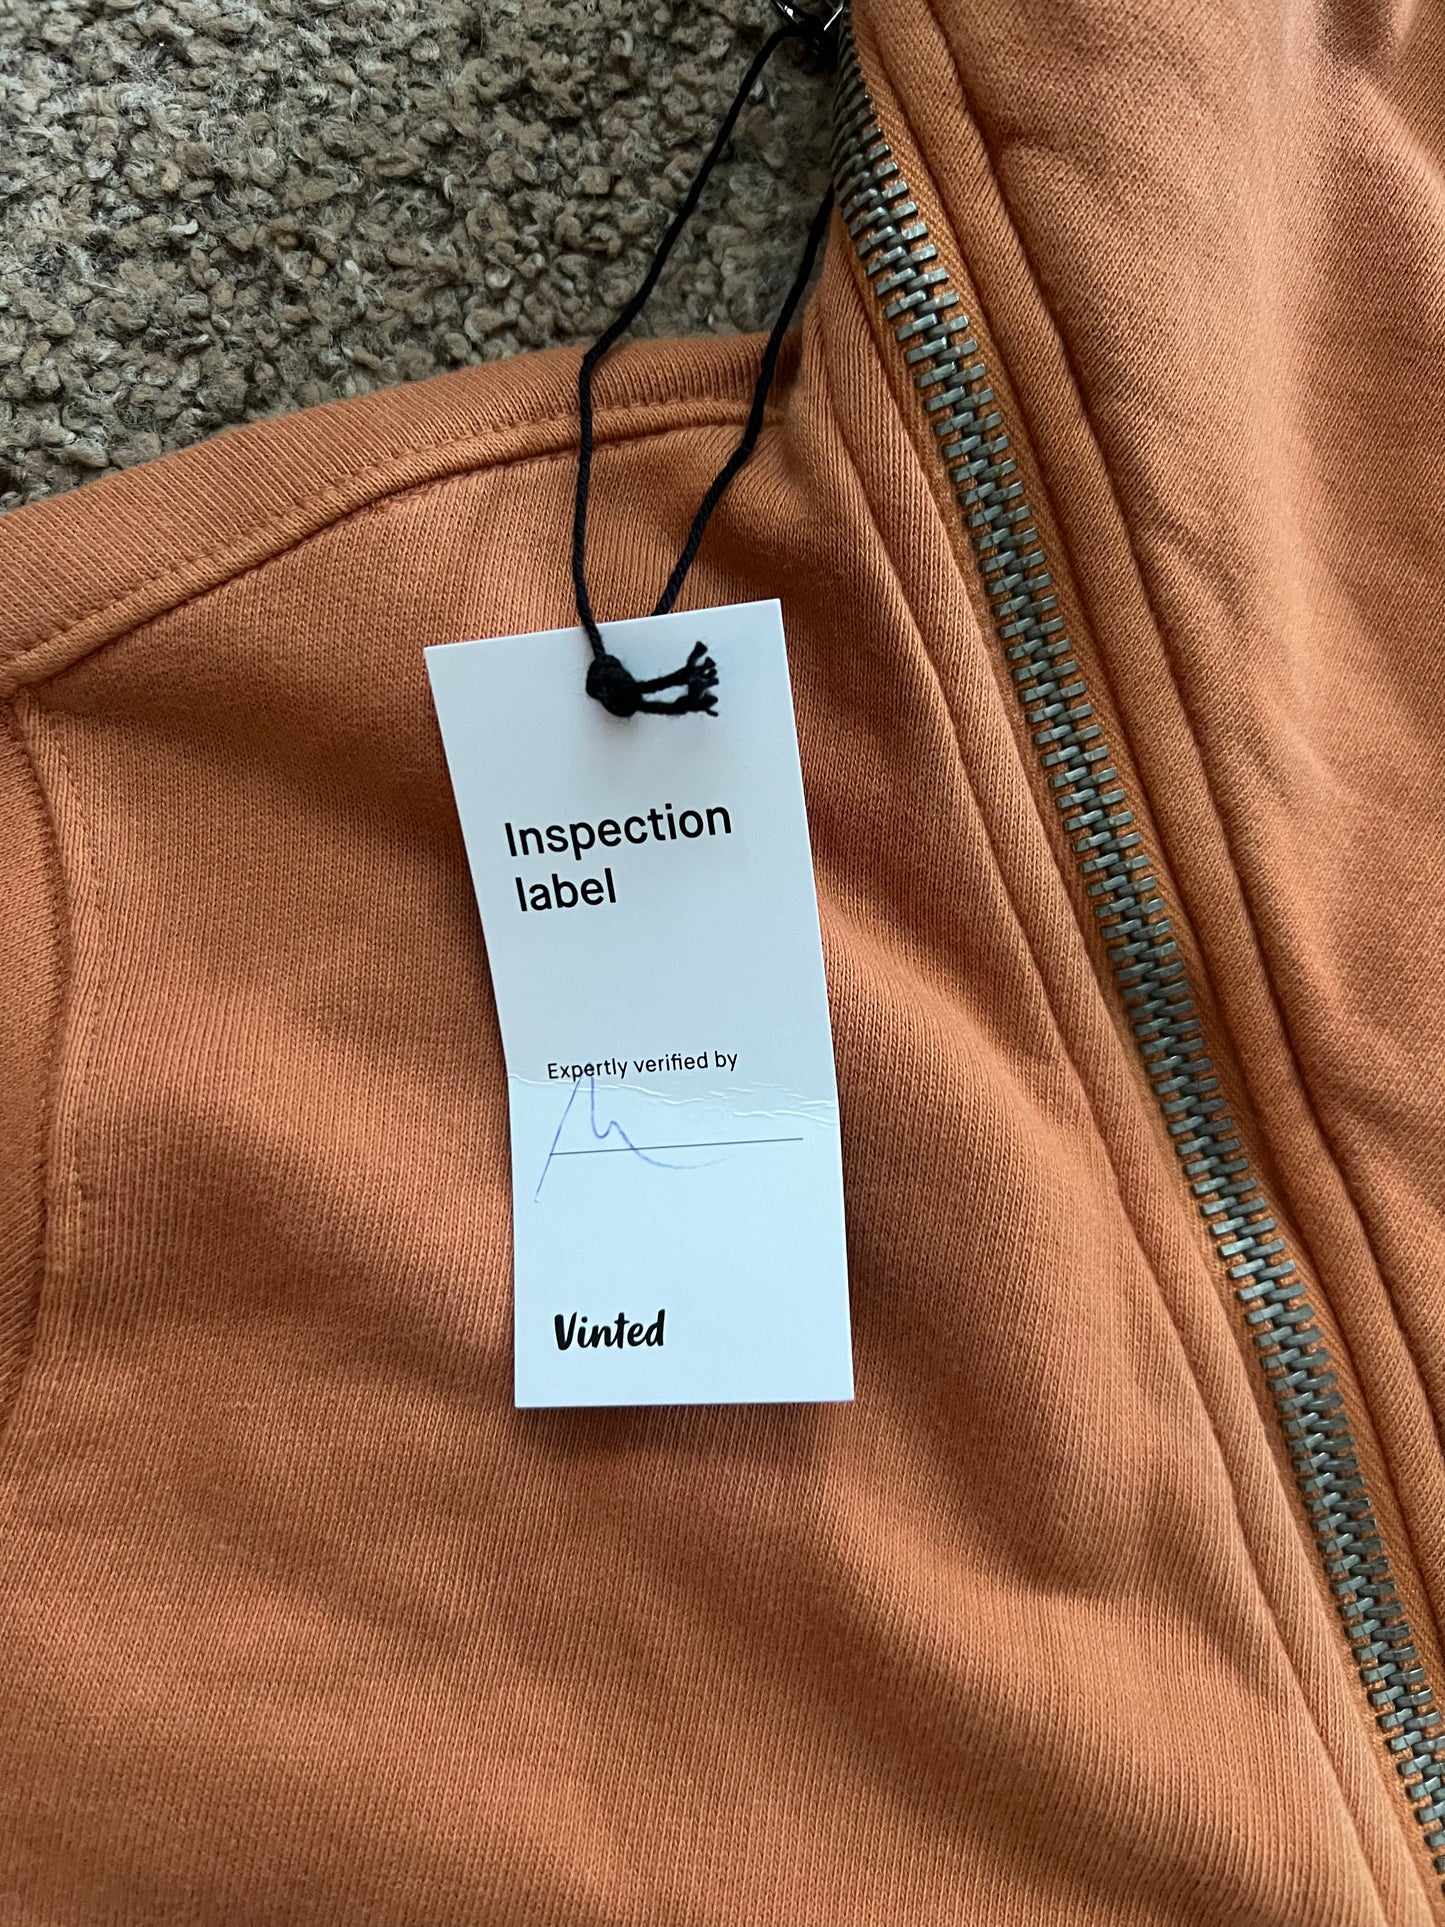 Inspection
label
Expertly verified by
Vinted